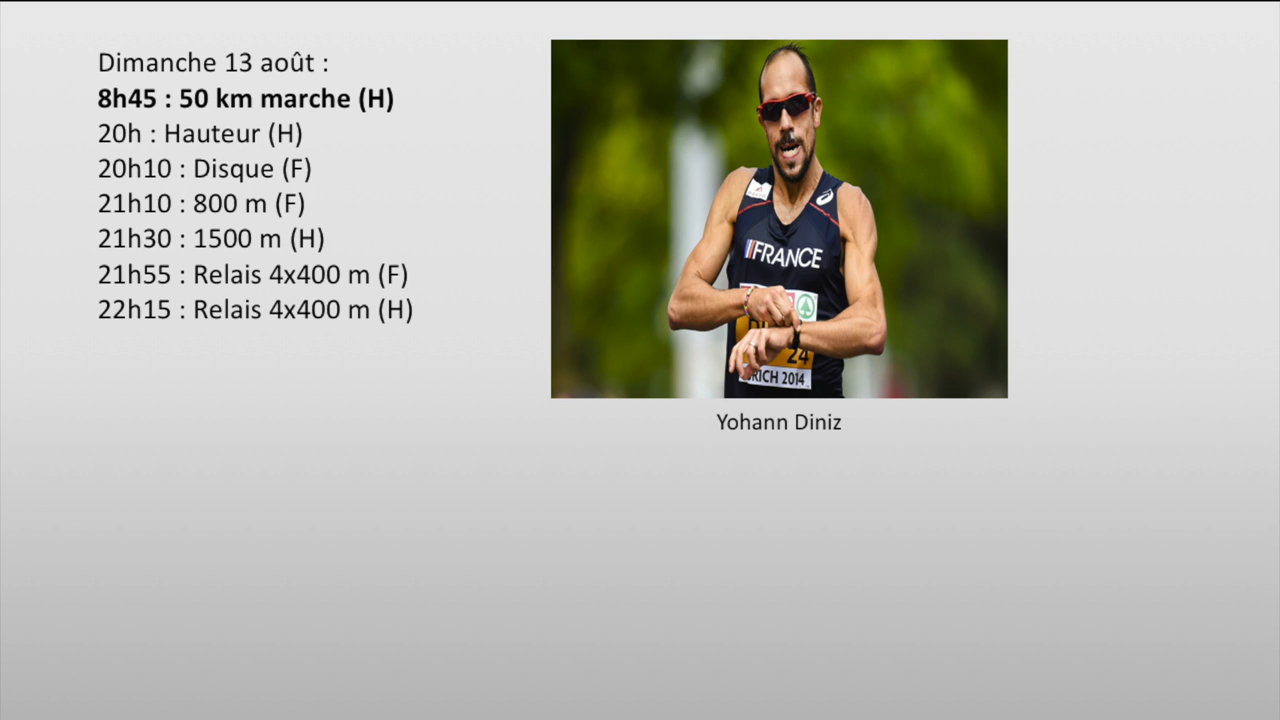 Dimanche 13 août :
8h45 : 50 km marche (H)
20h : Hauteur (H)
20h10 : Disque (F)
21h10 : 800 m (F)
21h30 : 1500 m (H)
21h55 : Relais 4x400 m (F)
22h15 : Relais 4x400 m (H)
FRANCE
24
RICH 2014
Yohann Diniz